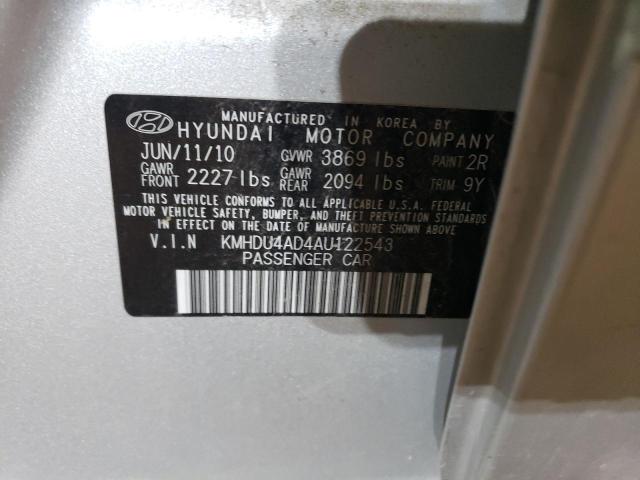 MANUFACTURED IN KOREA BY
HYUNDAI MOTOR COMPANY
JUN/11/10 GVWR 3869 lbs PAINT 2R
GAWR FRONT 2227 lbs GAWR REAR 2094 lbs TRIM 9Y
THIS VEHICLE CONFORMS TO ALL APPLICABLE U.S.A. FEDERAL
MOTOR VEHICLE SAFETY, BUMPER, AND THEFT PREVENTION STANDARDS
IN EFFECT ON THE DATE OF MANUFACTURE SHOWN ABOVE
V.I.N KMHDU4AD4AU122543
PASSENGER CAR